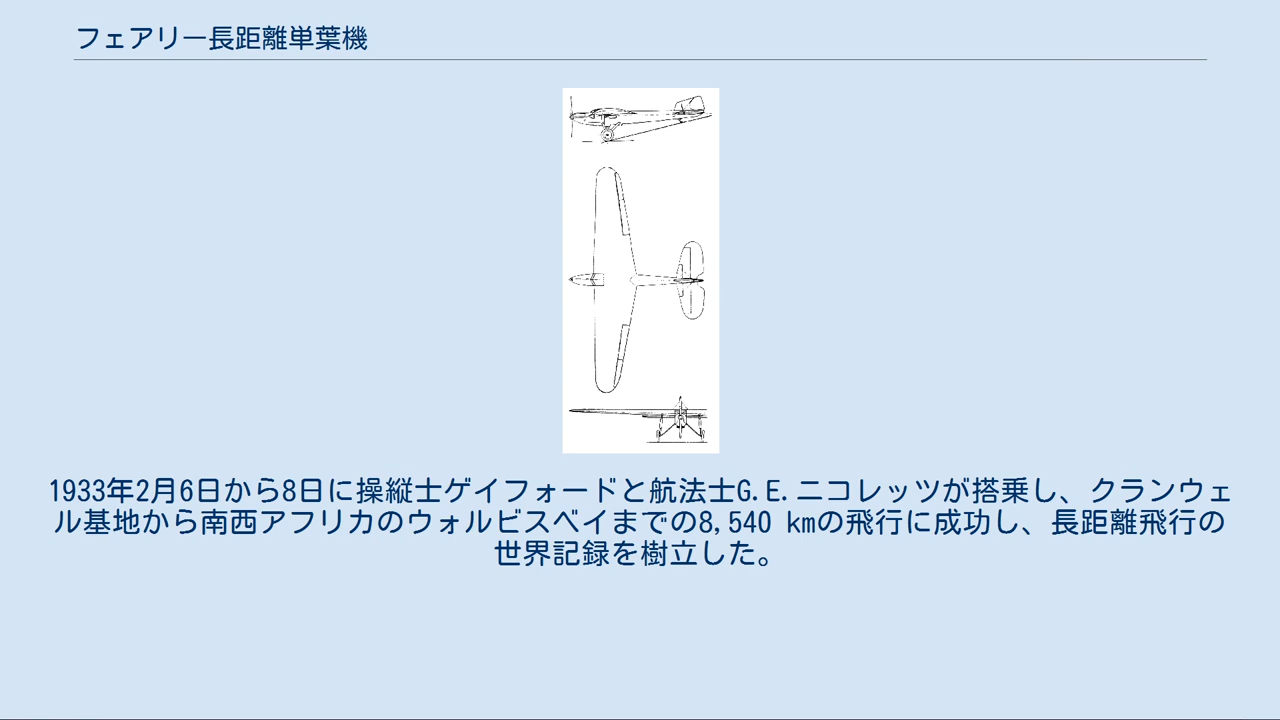 フェアリー長距離単葉機
1933年2月6日から8日に操縦士ゲイフォードと航法士G.E.ニコレッツが搭乗し、クランウェ
ル基地から南西アフリカのウォルビスベイまでの8,540 kmの飛行に成功し、長距離飛行の
世界記録を樹立した。